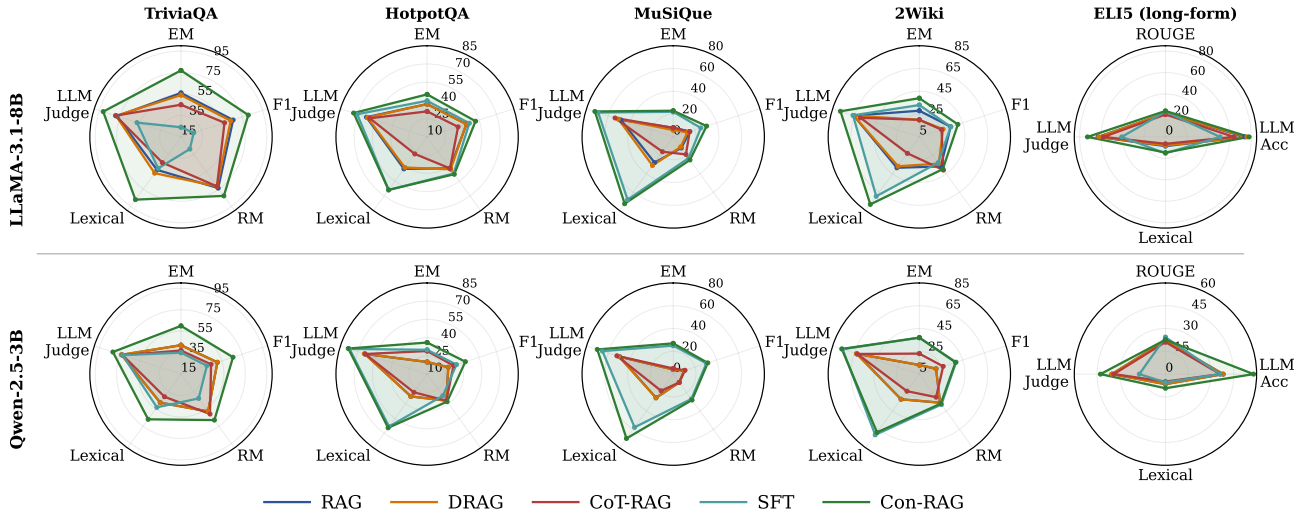 TriviaQA
HotpotQA
MuSiQue
2Wiki
ELI5 (long-form)
LLaMA-3.1-8B
EM
F1
RM
Lexical
LLM
Judge
95
75
55
35
15
EM
F1
RM
Lexical
LLM
Judge
85
70
55
40
25
10
EM
F1
RM
Lexical
LLM
Judge
80
60
40
20
0
EM
F1
RM
Lexical
LLM
Judge
85
65
45
25
5
ROUGE
LLM
Acc
Lexical
LLM
Judge
80
60
40
20
0
Qwen-2.5-3B
EM
F1
RM
Lexical
LLM
Judge
95
75
55
35
15
EM
F1
RM
Lexical
LLM
Judge
85
70
55
40
25
10
EM
F1
RM
Lexical
LLM
Judge
80
60
40
20
0
EM
RM
Lexical
LLM
Judge
85
65
45
25
5
ROUGE
LLM
Acc
Lexical
LLM
Judge
60
45
30
15
0
RAG
DRAG
CoT-RAG
SFT
Con-RAG